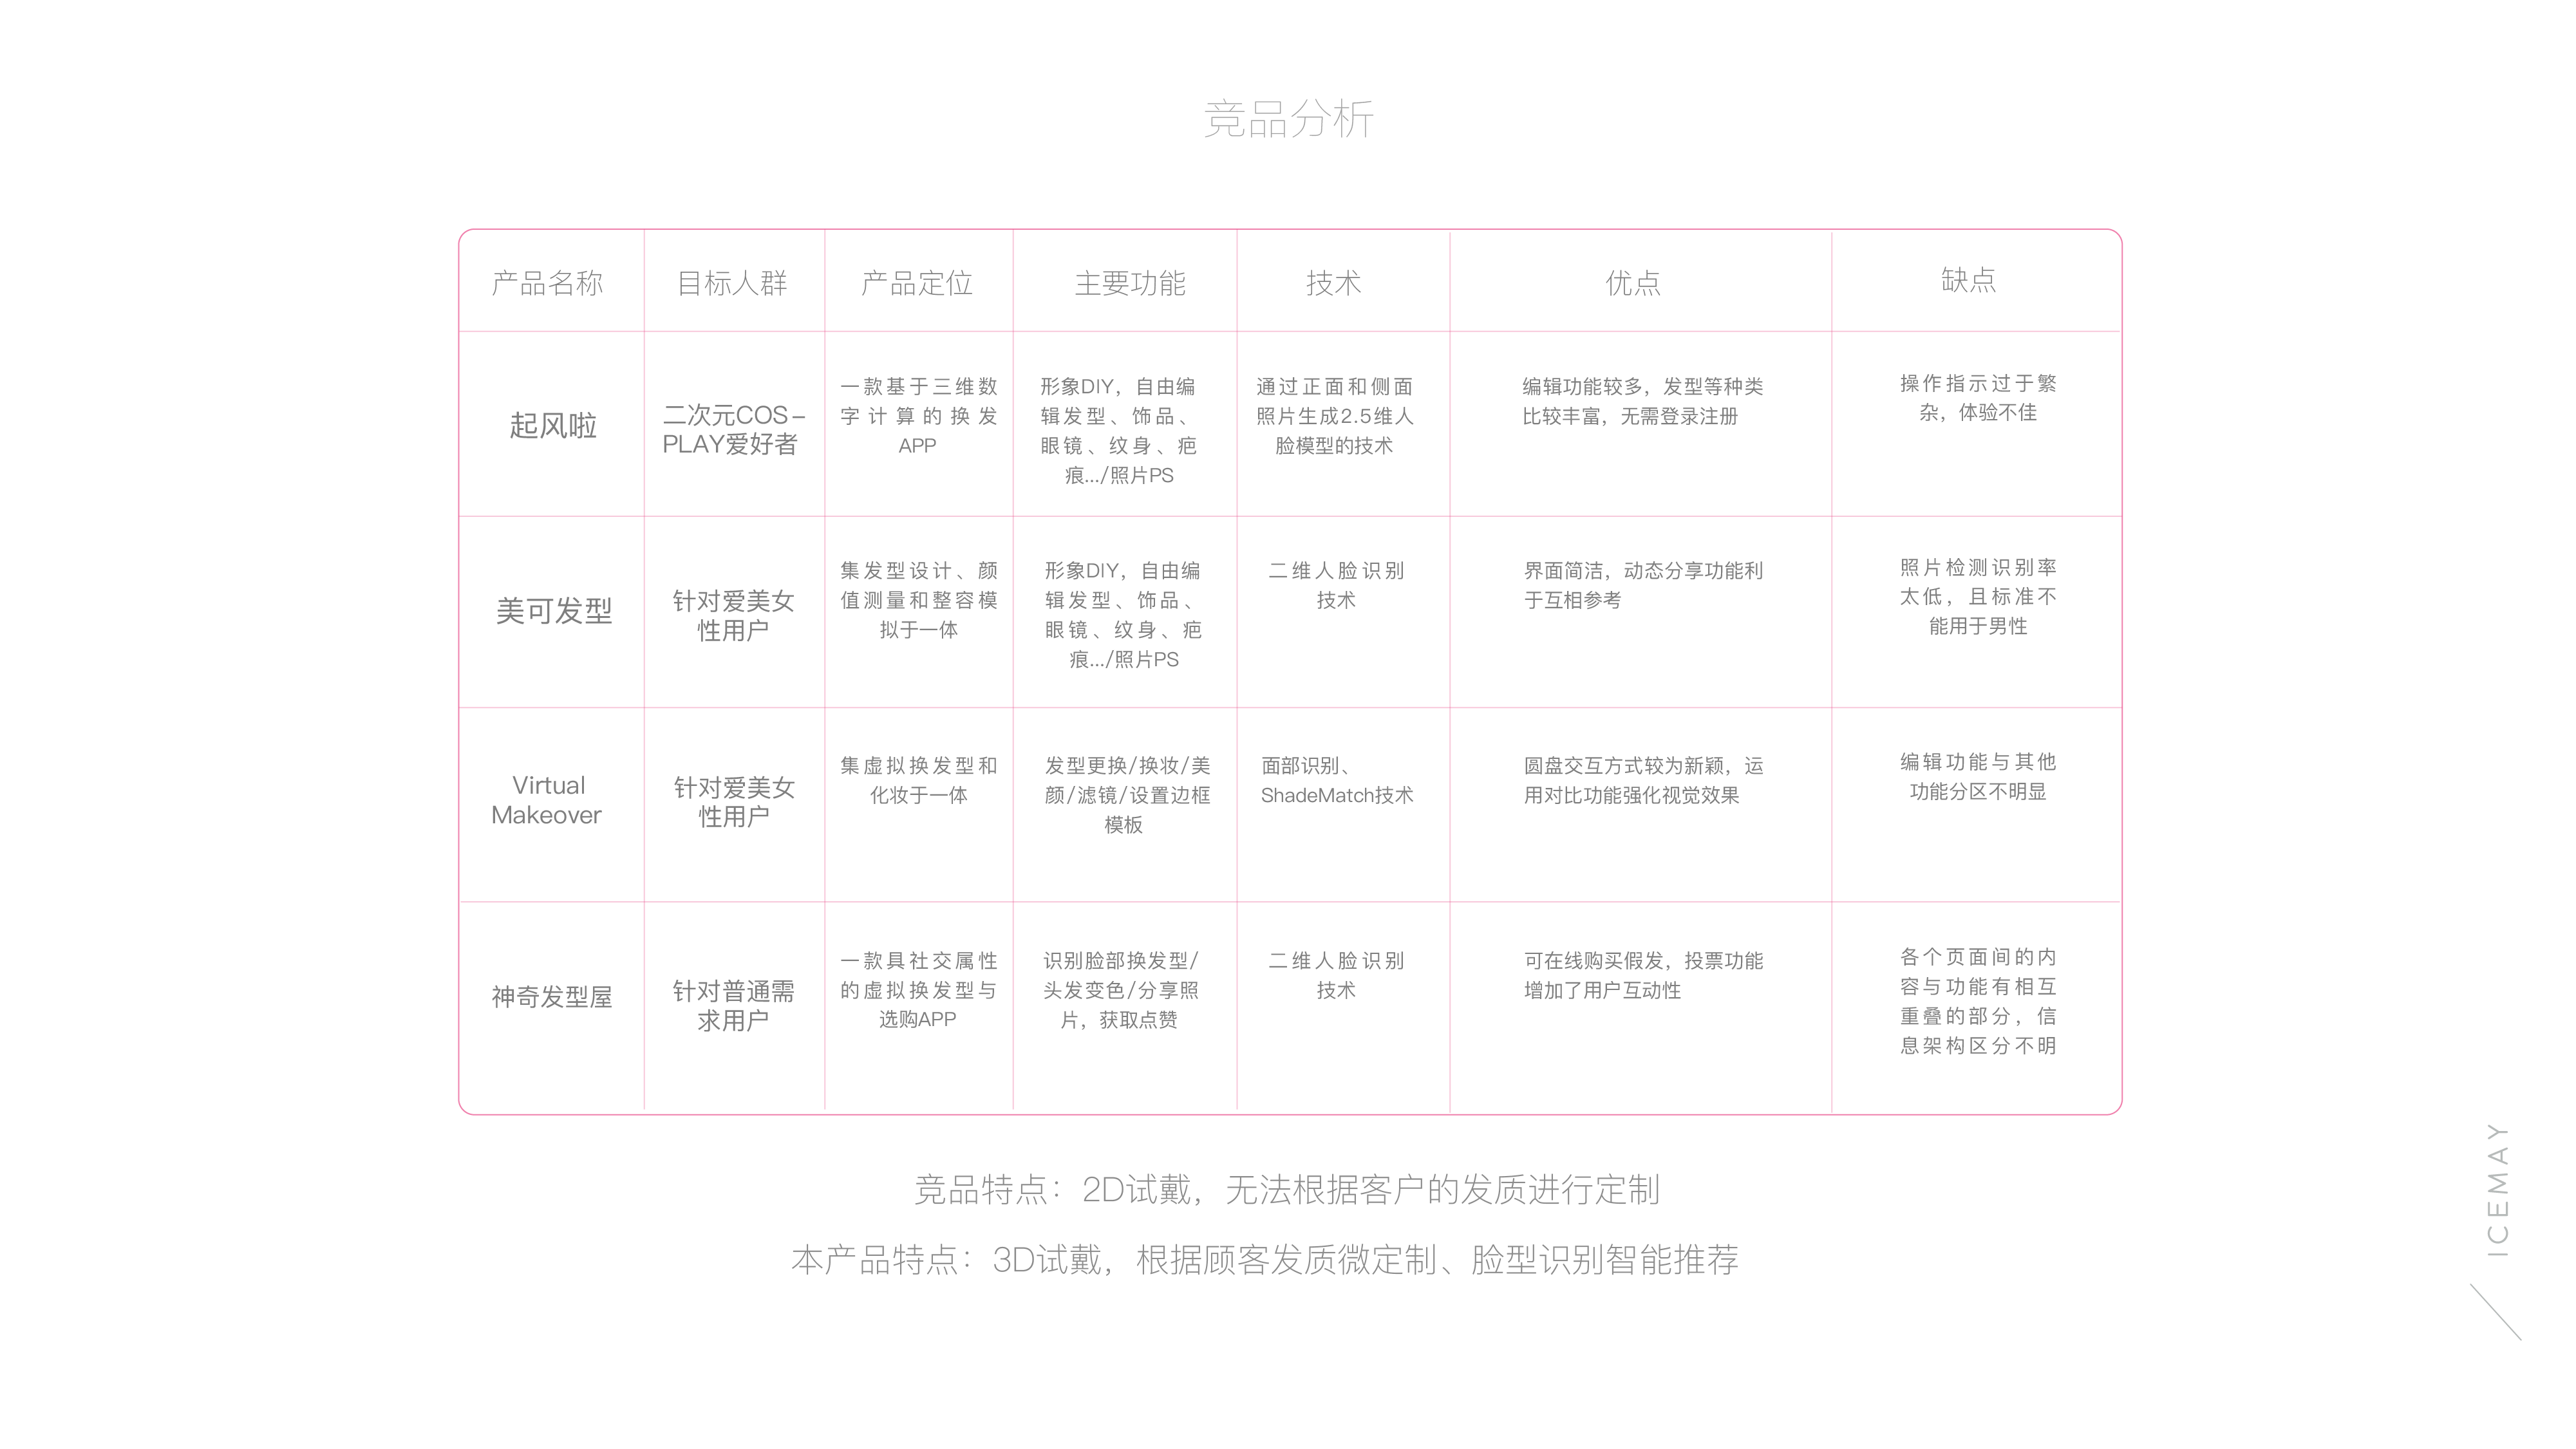 竞品分析
产品名称
目标人群
产品定位
主要功能
技术
优点
缺点
起风啦
二次元COS-
PLAY爱好者
一款基于三维数
字计算的换发
APP
形象DIY，自由编
辑发型、饰品、
眼镜、纹身、疤
痕.../照片PS
通过正面和侧面
照片生成2.5维人
脸模型的技术
编辑功能较多，发型等种类
比较丰富，无需登录注册
操作指示过于繁
杂，体验不佳
美可发型
针对爱美女
性用户
集发型设计、颜
值测量和整容模
拟于一体
形象DIY，自由编
辑发型、饰品、
眼镜、纹身、疤
痕.../照片PS
二维人脸识别
技术
界面简洁，动态分享功能利
于互相参考
照片检测识别率
太低，且标准不
能用于男性
Virtual
Makeover
针对爱美女
性用户
集虚拟换发型和
化妆于一体
发型更换/换妆/美
颜/滤镜/设置边框
模板
面部识别、
ShadeMatch技术
圆盘交互方式较为新颖，运
用对比功能强化视觉效果
编辑功能与其他
功能分区不明显
神奇发型屋
针对普通需
求用户
一款具社交属性
的虚拟换发型与
选购APP
识别脸部换发型/
头发变色/分享照
片，获取点赞
二维人脸识别
技术
可在线购买假发，投票功能
增加了用户互动性
各个页面间的内
容与功能有相互
重叠的部分，信
息架构区分不明
竞品特点：2D试戴，无法根据客户的发质进行定制
本产品特点：3D试戴，根据顾客发质微定制、脸型识别智能推荐
ICEMAY